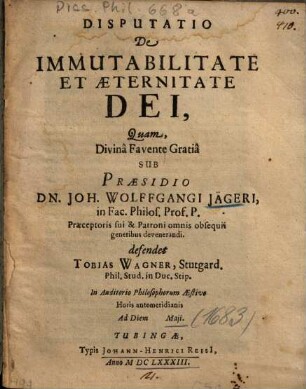 Diss. Phil. 668a
DISPUTATIO
De
IMMUTABILITATE
ET ÆTERNITATE
DEI,
Quam,
Divinâ Favente Gratiâ
SUB
PRÆSIDIO
DN. JOH. WOLFFGANGI JÄGERI,
in Fac. Philos. Prof. P.
Præceptoris sui & Patroni omnis obsequii
generibus devenerandi.
defendet
TOBIAS WAGNER, Stutgard.
Phil. Stud. in Duc. Stip.
In Auditorio Philosophorum Æstivo
Horis antemeridianis
Ad Diem Maji. (1683)
TUBINGÆ,
Typis JOHANN-HENRICI REISI,
Anno M DC LXXXIII.